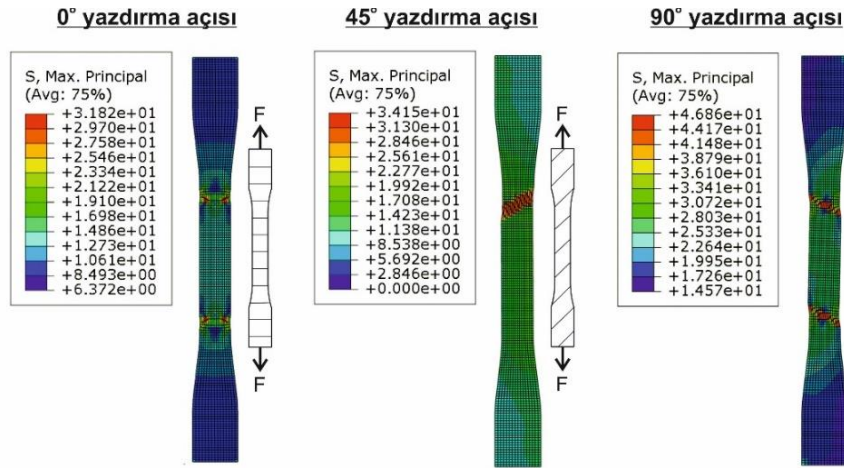 0° yazdırma açısı
S, Max. Principal
(Avg: 75%)
+3.182e+01
+2.970e+01
+2.758e+01
+2.546e+01
+2.334e+01
+2.122e+01
+1.910e+01
+1.698e+01
+1.486e+01
+1.273e+01
+1.061e+01
+8.493e+00
+6.372e+00
F
F
45° yazdırma açısı
S, Max. Principal
(Avg: 75%)
+3.415e+01
+3.130e+01
+2.846e+01
+2.561e+01
+2.277e+01
+1.992e+01
+1.708e+01
+1.423e+01
+1.138e+01
+8.538e+00
+5.692e+00
+2.846e+00
+0.000e+00
F
F
90° yazdırma açısı
S, Max. Principal
(Avg: 75%)
+4.686e+01
+4.417e+01
+4.148e+01
+3.879e+01
+3.610e+01
+3.341e+01
+3.072e+01
+2.803e+01
+2.533e+01
+2.264e+01
+1.995e+01
+1.726e+01
+1.457e+01